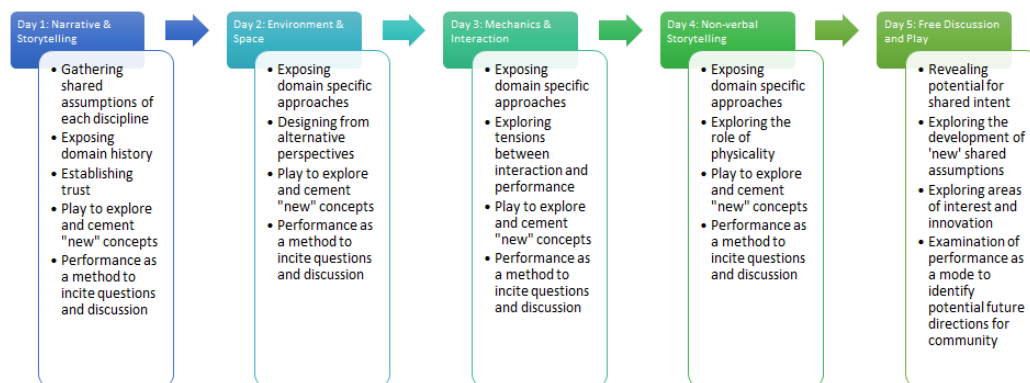 Day 1: Narrative &
Storytelling
• Gathering
shared
assumptions of
each discipline
• Exposing
domain history
• Establishing
trust
• Play to explore
and cement
"new" concepts
• Performance as
a method to
incite questions
and discussion
Day 2: Environment &
Space
• Exposing
domain specific
approaches
• Designing from
alternative
perspectives
• Play to explore
and cement
"new" concepts
• Performance as
a method to
incite questions
and discussion
Day 3: Mechanics &
Interaction
• Exposing
domain specific
approaches
• Exploring
tensions
between
interaction and
performance
• Play to explore
and cement
"new" concepts
• Performance as
a method to
incite questions
and discussion
Day 4: Non-verbal
Storytelling
• Exposing
domain specific
approaches
• Exploring the
role of
physicality
• Play to explore
and cement
"new" concepts
• Performance as
a method to
incite questions
and discussion
Day 5: Free Discussion
and Play
• Revealing
potential for
shared intent
• Exploring the
development of
'new' shared
assumptions
• Exploring areas
of interest and
innovation
• Examination of
performance as
a mode to
identify
potential future
directions for
community